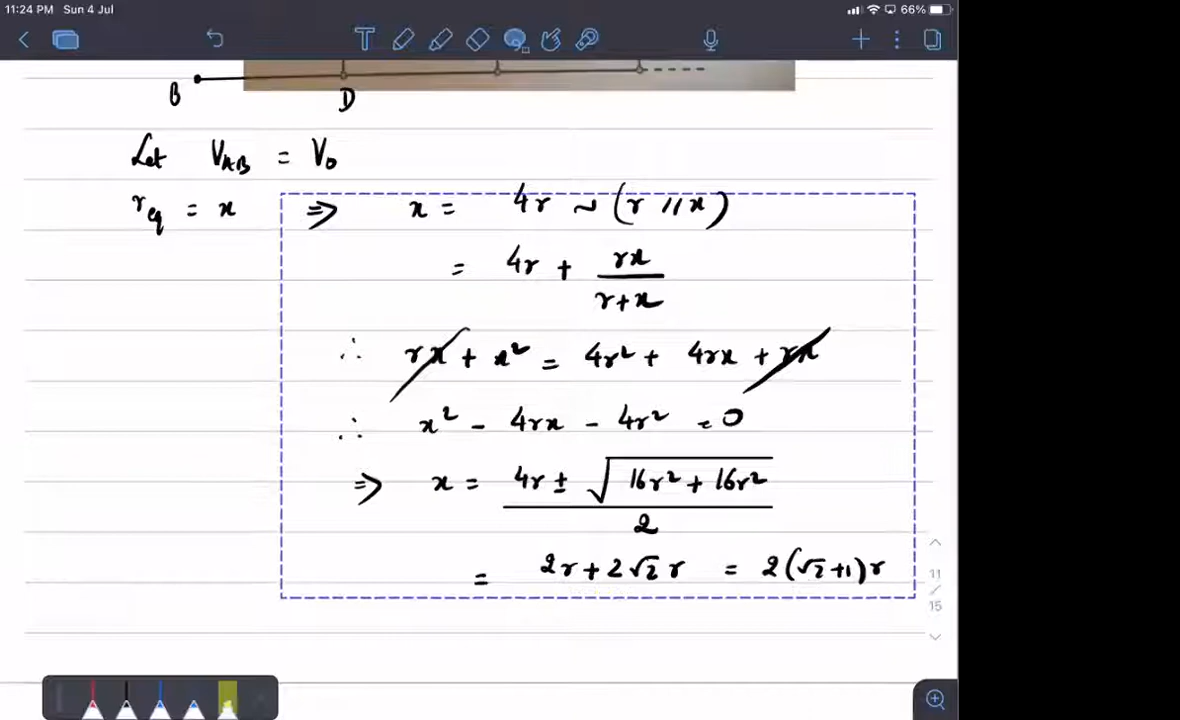 11:24 PM Sun 4 Jul 66%
B D
Let V_AB = V_0
r_eq = x ⇒ x = 4r ~ (r // x)
= 4r + rx/(r+x)
∴ rx + x² = 4r² + 4rx + rx
∴ x² - 4rx - 4r² = 0
⇒ x = (4r ± √(16r² + 16r²))/2
= 2r + 2√2 r = 2(√2+1)r
11
15